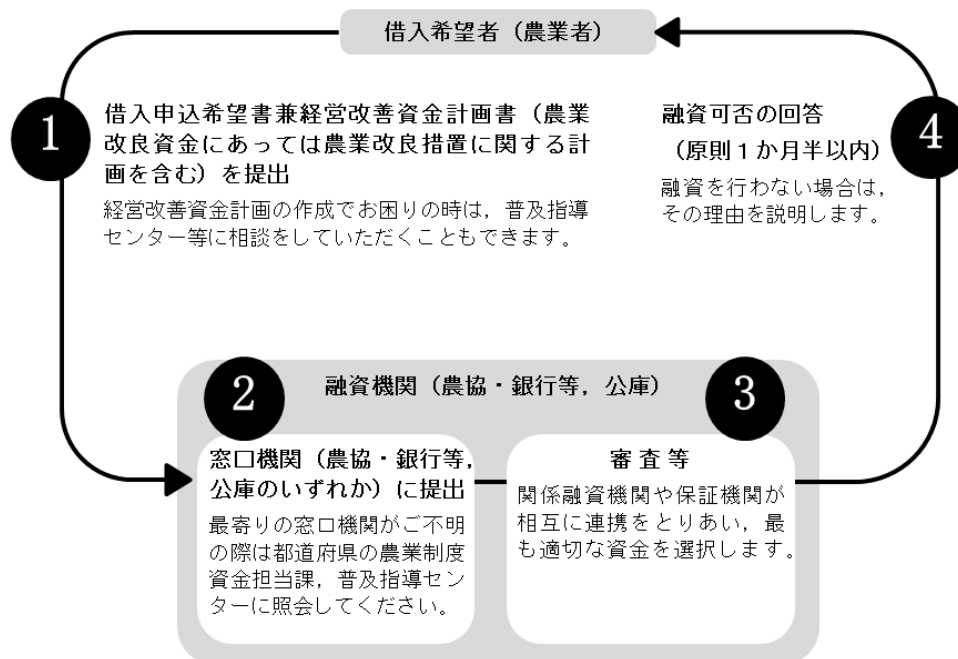 借入希望者（農業者）
1
借入申込希望書兼経営改善資金計画書（農業
改良資金にあっては農業改良措置に関する計
画を含む）を提出
経営改善資金計画の作成でお困りの時は，普及指導
センター等に相談をしていただくこともできます。
4
融資可否の回答
（原則１か月半以内）
融資を行わない場合は，
その理由を説明します。
融資機関（農協・銀行等，公庫）
2
窓口機関（農協・銀行等，
公庫のいずれか）に提出
最寄りの窓口機関がご不明
の際は都道府県の農業制度
資金担当課，普及指導セン
ターに照会してください。
3
審査等
関係融資機関や保証機関が
相互に連携をとりあい，最
も適切な資金を選択します。